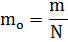 mₒ = m/N